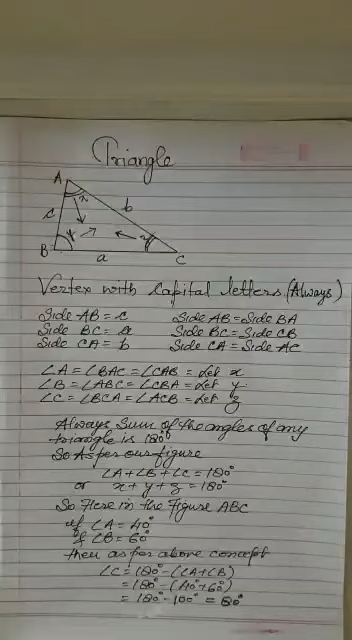 Triangle
A
x
c
b
y
z
B
a
C
Vertex with Capital letters (Always)
Side AB = c Side AB = Side BA
Side BC = a Side BC = Side CB
Side CA = b Side CA = Side AC
∠A = ∠BAC = ∠CAB = Let x
∠B = ∠ABC = ∠CBA = Let y
∠C = ∠BCA = ∠ACB = Let z
Always Sum of the angles of any
triangle is 180°
So As per our figure
∠A + ∠B + ∠C = 180°
or x + y + z = 180°
So Here in the Figure ABC
if ∠A = 40°
if ∠B = 60°
then as per above concept
∠C = 180° - (∠A + ∠B)
= 180° - (40° + 60°)
= 180° - 100° = 80°